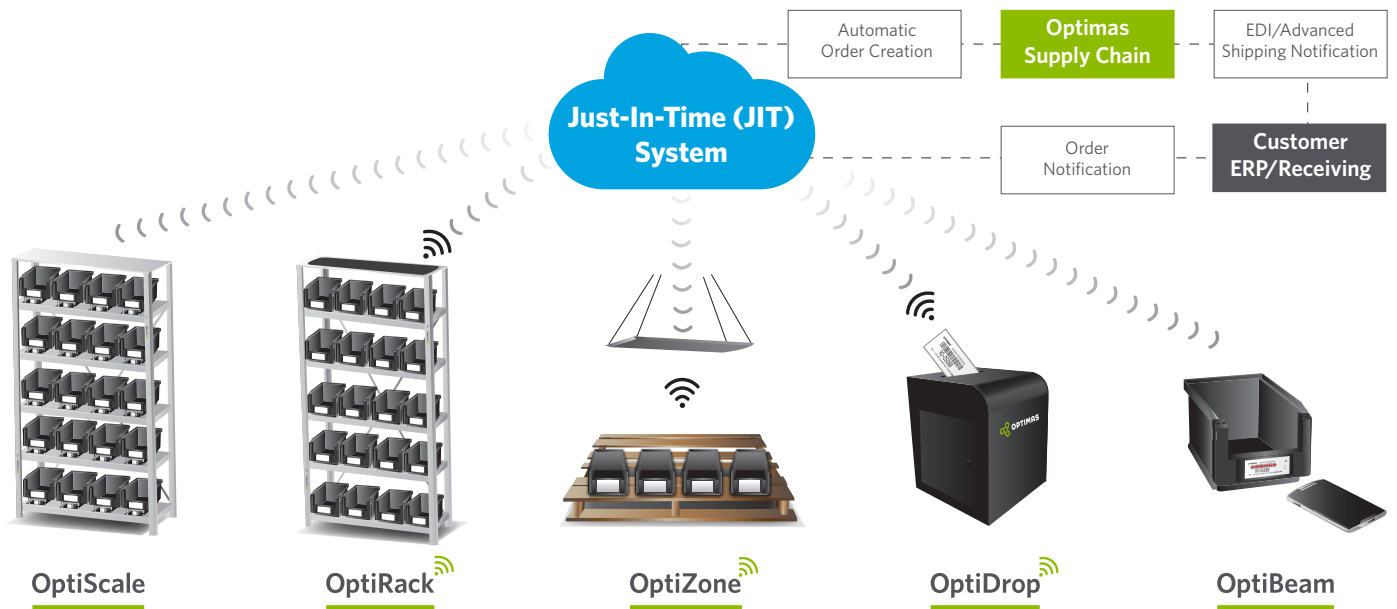 Automatic
Order Creation
Optimas
Supply Chain
EDI/Advanced
Shipping Notification
Just-In-Time (JIT)
System
Order
Notification
Customer
ERP/Receiving
OPTIMAS
OptiScale
OptiRack
OptiZone
OptiDrop
OptiBeam